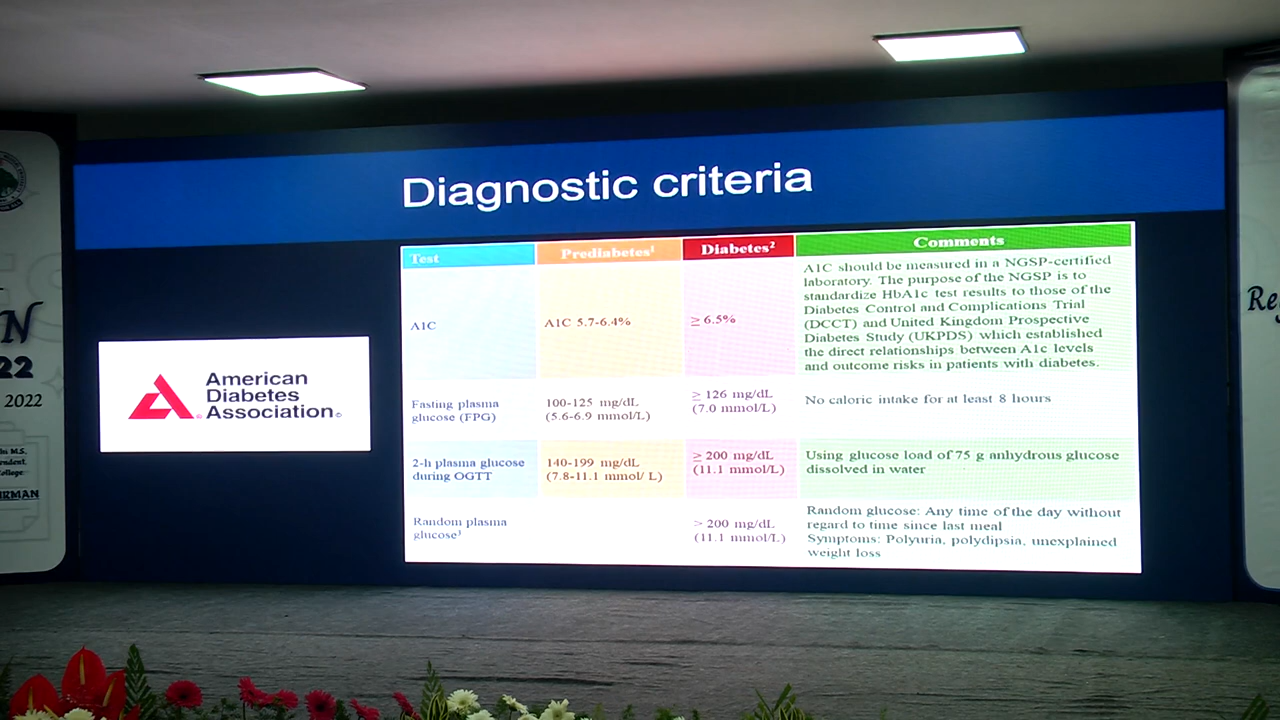 Diagnostic criteria
American
Diabetes
Association
Test
Prediabetes¹
Diabetes²
Comments
A1C
A1C 5.7-6.4%
≥ 6.5%
A1C should be measured in a NGSP-certified
laboratory. The purpose of the NGSP is to
standardize HbA1c test results to those of the
Diabetes Control and Complications Trial
(DCCT) and United Kingdom Prospective
Diabetes Study (UKPDS) which established
the direct relationships between A1c levels
and outcome risks in patients with diabetes.
Fasting plasma
glucose (FPG)
100-125 mg/dL
(5.6-6.9 mmol/L)
≥ 126 mg/dL
(7.0 mmol/L)
No caloric intake for at least 8 hours
2-h plasma glucose
during OGTT
140-199 mg/dL
(7.8-11.1 mmol/ L)
≥ 200 mg/dL
(11.1 mmol/L)
Using glucose load of 75 g anhydrous glucose
dissolved in water
Random plasma
glucose³
> 200 mg/dL
(11.1 mmol/L)
Random glucose: Any time of the day without
regard to time since last meal
Symptoms: Polyuria, polydipsia, unexplained
weight loss
N
22
2022
M.S.
RMAN
Re